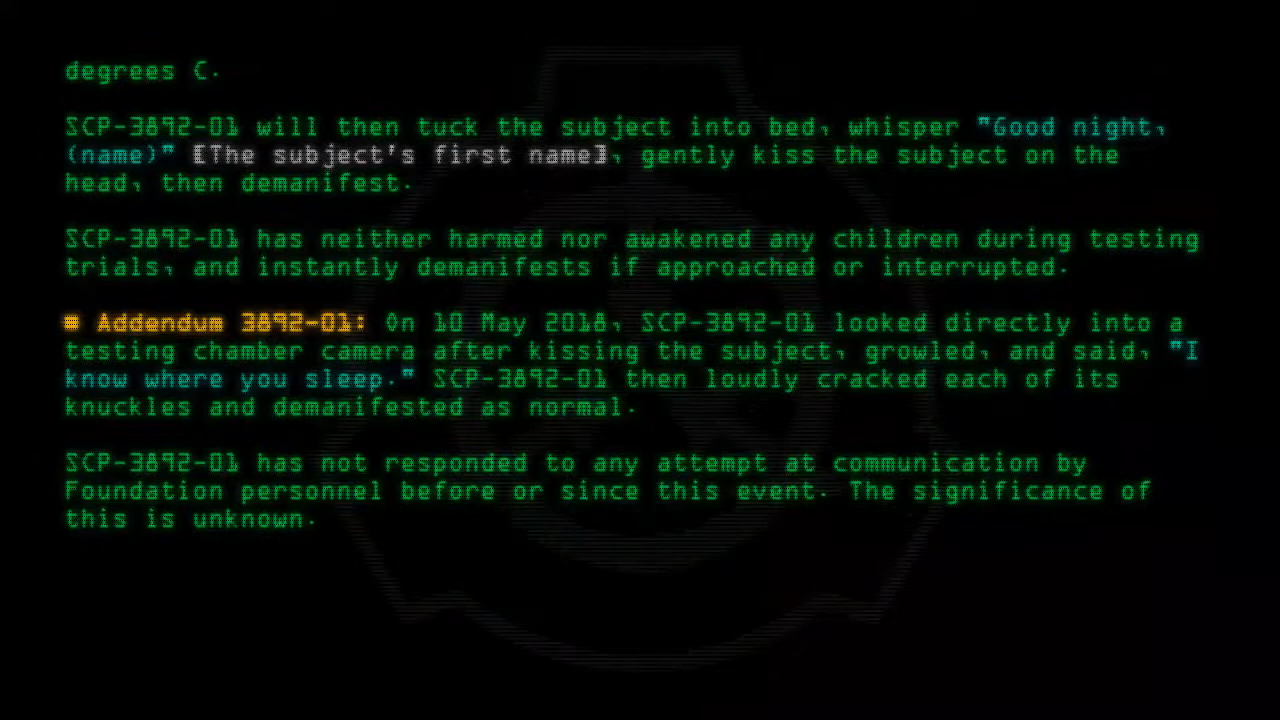 degrees C.
SCP-3892-01 will then tuck the subject into bed, whisper "Good night,
(name)" [The subject's first name], gently kiss the subject on the
head, then demanifest.
SCP-3892-01 has neither harmed nor awakened any children during testing
trials, and instantly demanifests if approached or interrupted.
# Addendum 3892-01: On 10 May 2018, SCP-3892-01 looked directly into a
testing chamber camera after kissing the subject, growled, and said, "I
know where you sleep." SCP-3892-01 then loudly cracked each of its
knuckles and demanifested as normal.
SCP-3892-01 has not responded to any attempt at communication by
Foundation personnel before or since this event. The significance of
this is unknown.